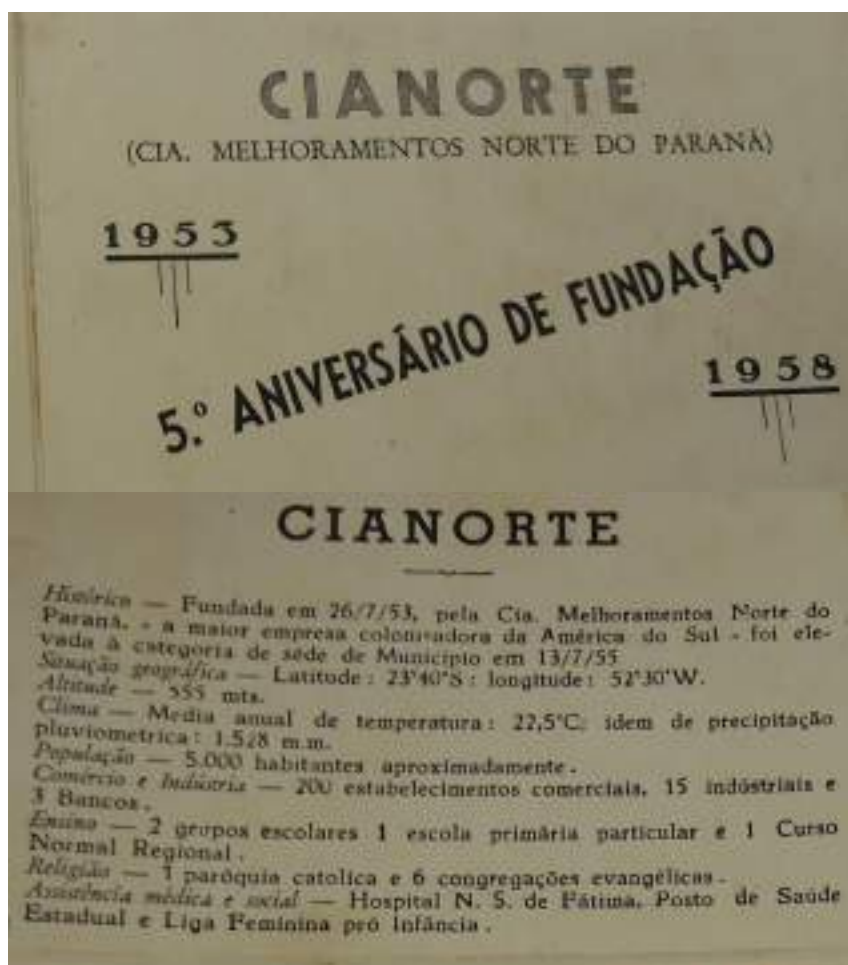 CIANORTE
(CIA. MELHORAMENTOS NORTE DO PARANÁ)
1953
5.º ANIVERSÁRIO DE FUNDAÇÃO
1958
CIANORTE
Histórico — Fundada em 26/7/53, pela Cia. Melhoramentos Norte do
Paraná, - a maior empresa colonisadora da América do Sul - foi ele-
vada à categoria de séde de Município em 13/7/55
Situação geográfica — Latitude: 23°40'S: longitude: 52°30'W.
Altitude — 555 mts.
Clima — Media anual de temperatura: 22,5°C; idem de precipitação
pluviometrica: 1.528 m.m.
População — 5.000 habitantes aproximadamente.
Comércio e Indústria — 200 estabelecimentos comerciais, 15 indústriais e
3 Bancos.
Ensino — 2 grupos escolares 1 escola primária particular e 1 Curso
Normal Regional.
Religião — 1 paróquia catolica e 6 congregações evangélicas.
Assistência médica e social — Hospital N. S. de Fátima, Posto de Saúde
Estadual e Liga Feminina pró Infância.